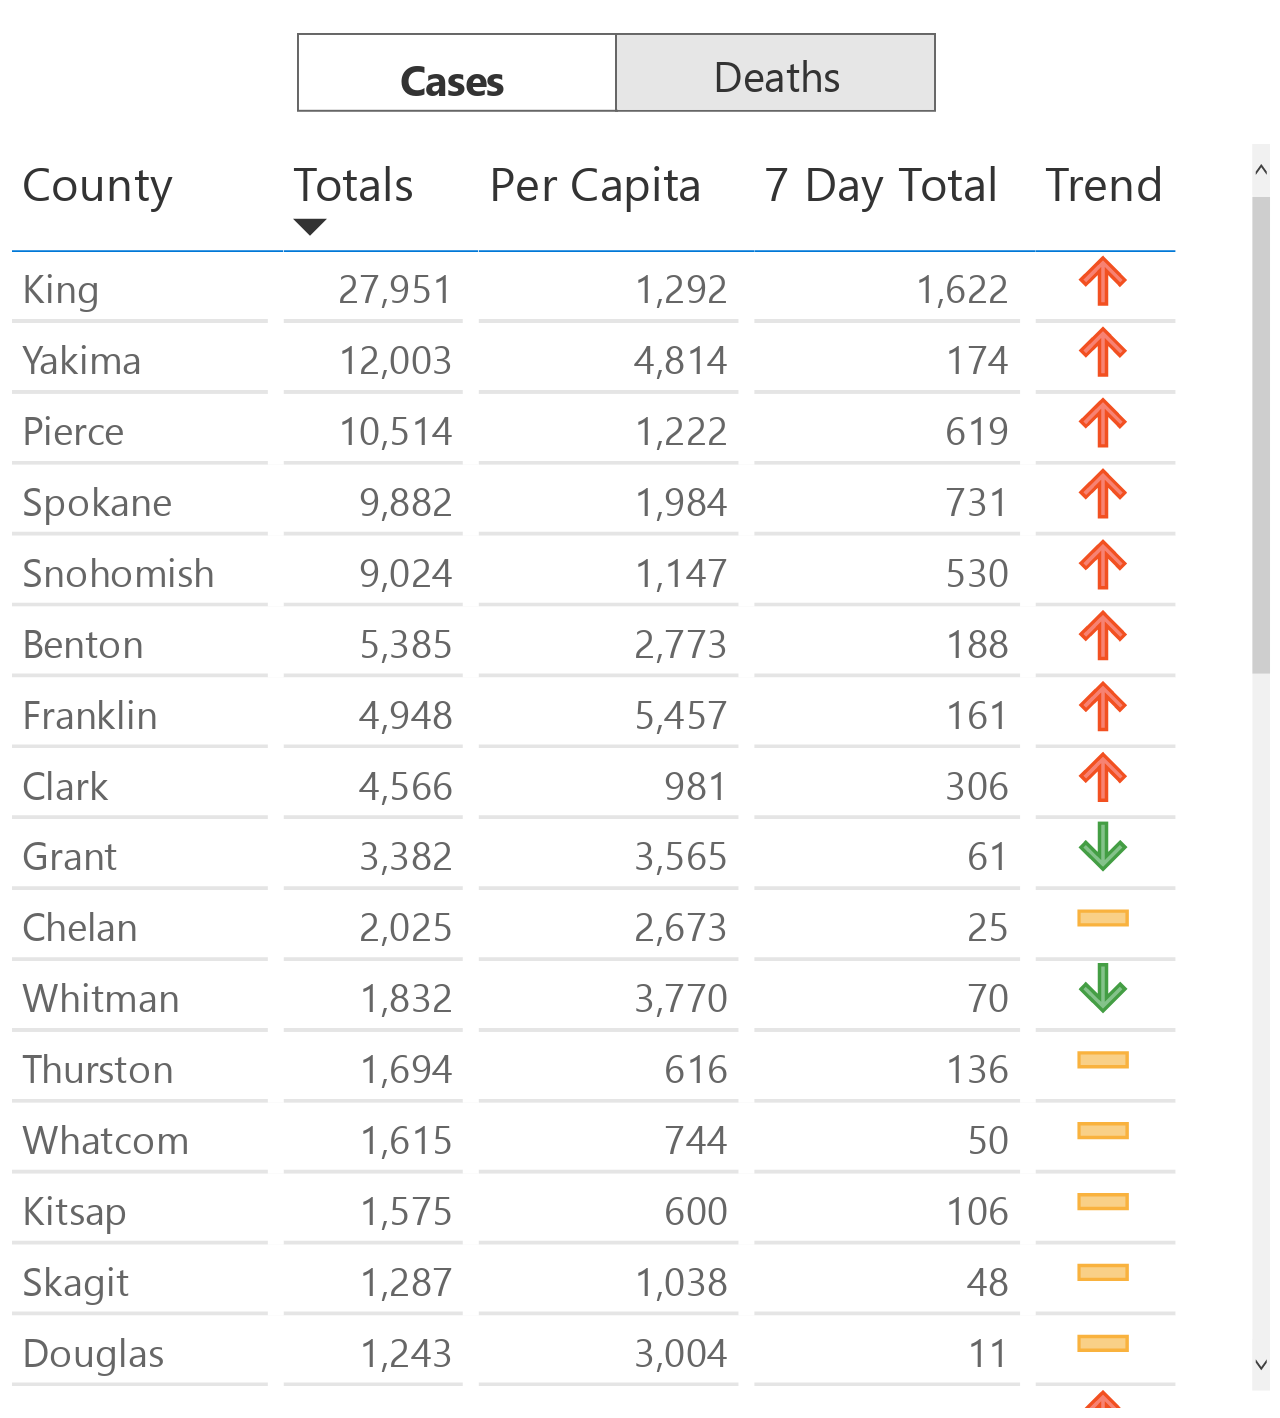 Cases Deaths
County Totals Per Capita 7 Day Total Trend
King 27,951 1,292 1,622
Yakima 12,003 4,814 174
Pierce 10,514 1,222 619
Spokane 9,882 1,984 731
Snohomish 9,024 1,147 530
Benton 5,385 2,773 188
Franklin 4,948 5,457 161
Clark 4,566 981 306
Grant 3,382 3,565 61
Chelan 2,025 2,673 25
Whitman 1,832 3,770 70
Thurston 1,694 616 136
Whatcom 1,615 744 50
Kitsap 1,575 600 106
Skagit 1,287 1,038 48
Douglas 1,243 3,004 11